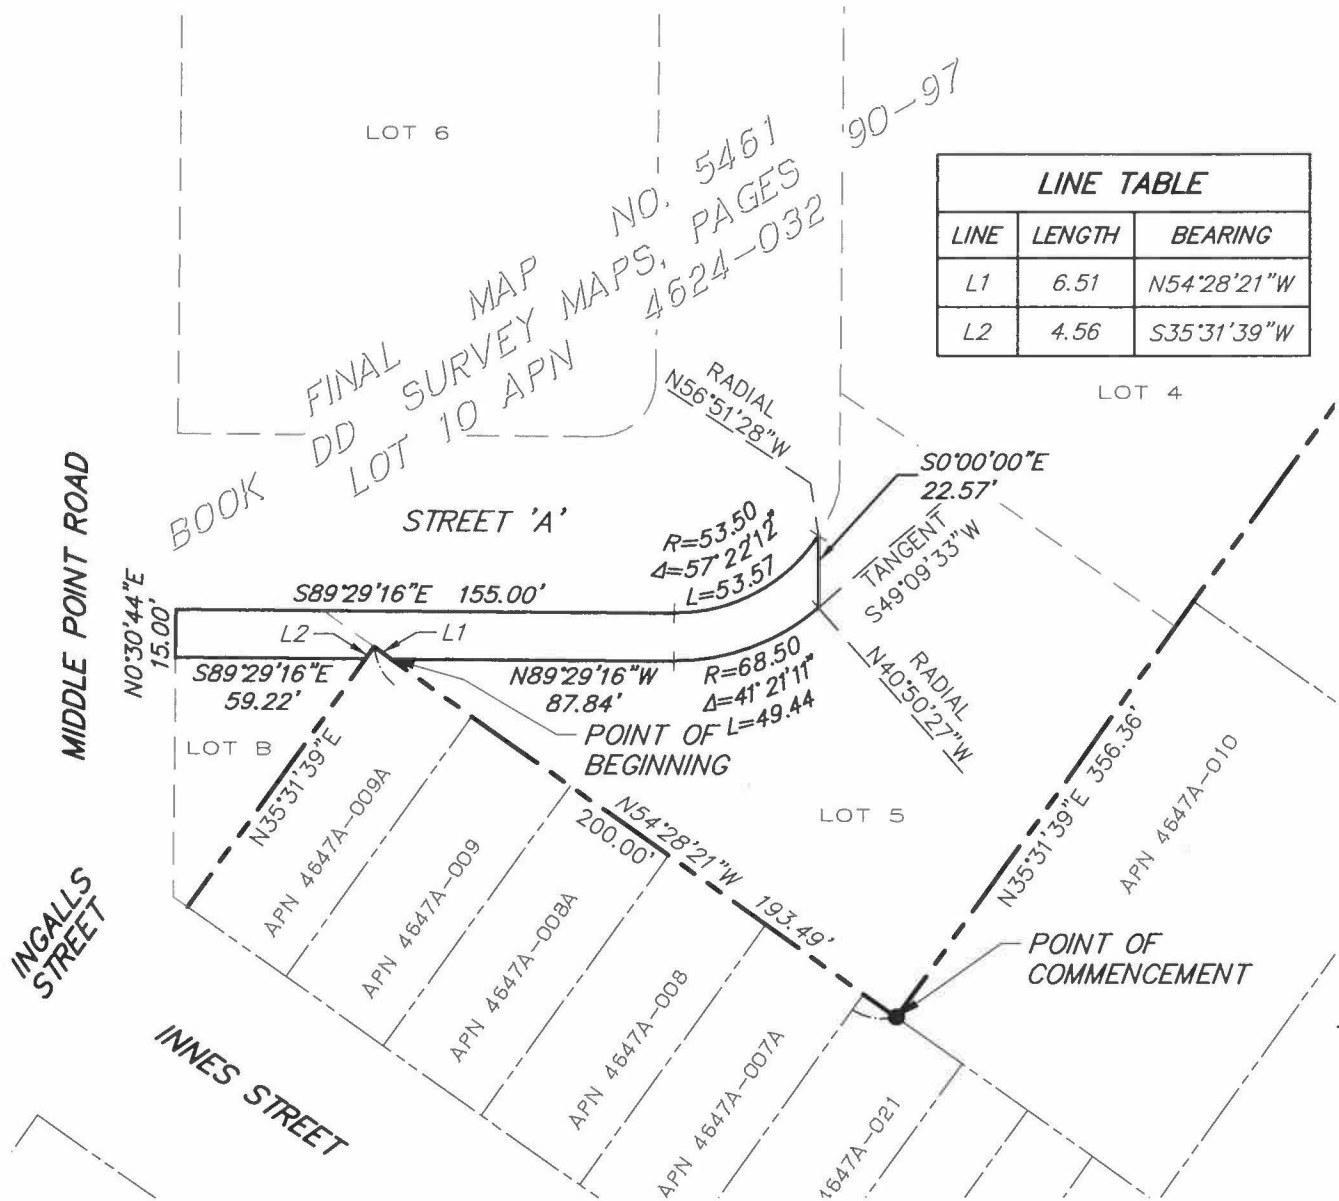 LOT 6
FINAL MAP NO. 5461
BOOK DD SURVEY MAPS, PAGES 90-97
LOT 10 APN 4624-032
LINE TABLE
LINE LENGTH BEARING
L1 6.51 N54°28'21"W
L2 4.56 S35°31'39"W
LOT 4
RADIAL
N56°51'28"W
S0°00'00"E
22.57'
TANGENT
S49°09'33"W
MIDDLE POINT ROAD
STREET 'A'
R=53.50
Δ=57°22'12"
L=53.57
N0°30'44"E
15.00'
S89°29'16"E 155.00'
L2
L1
S89°29'16"E
59.22'
N89°29'16"W
87.84'
R=68.50
Δ=41°21'11"
L=49.44
RADIAL
N40°50'27"W
POINT OF
BEGINNING
LOT B
N35°31'39"E
LOT 5
N54°28'21"W 193.49'
200.00'
N35°31'39"E 356.36'
APN 4647A-010
APN 4647A-009A
APN 4647A-009
APN 4647A-008A
APN 4647A-008
APN 4647A-007A
4647A-021
POINT OF
COMMENCEMENT
INGALLS
STREET
INNES STREET